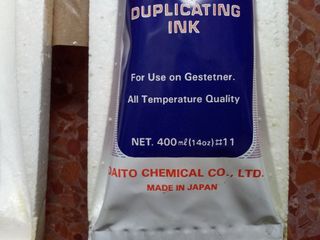 DUPLICATING
INK
For Use on Gestetner.
All Temperature Quality
NET. 400㎖(14oz)⌗11
DAITO CHEMICAL CO., LTD.
MADE IN JAPAN